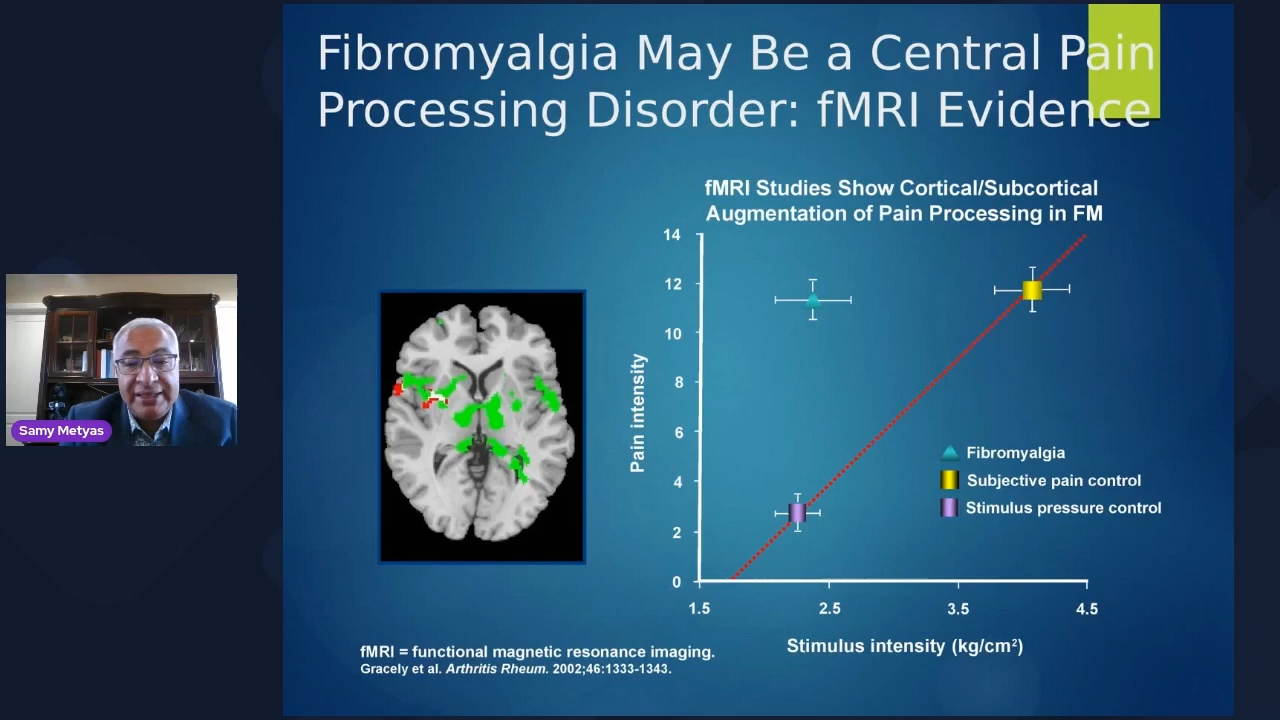 Fibromyalgia May Be a Central Pain
Processing Disorder: fMRI Evidence
fMRI Studies Show Cortical/Subcortical
Augmentation of Pain Processing in FM
14
12
10
8
6
4
2
0
Pain intensity
1.5
2.5
3.5
4.5
Stimulus intensity (kg/cm²)
Fibromyalgia
Subjective pain control
Stimulus pressure control
Samy Metyas
fMRI = functional magnetic resonance imaging.
Gracely et al. Arthritis Rheum. 2002;46:1333-1343.